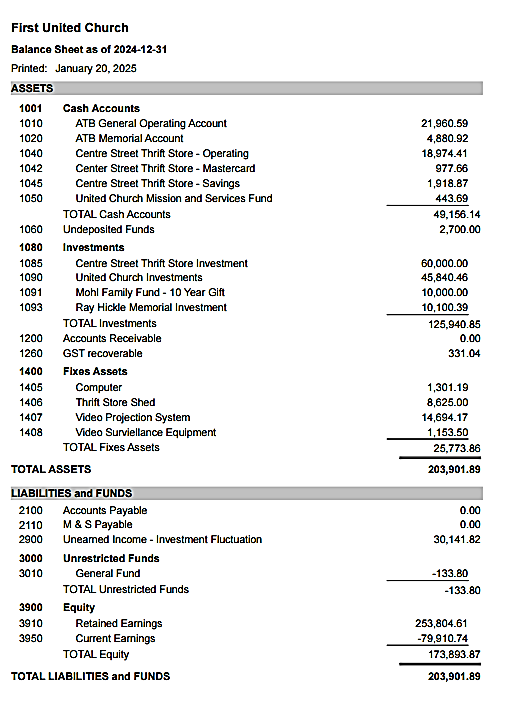 First United Church
Balance Sheet as of 2024-12-31
Printed: January 20, 2025
ASSETS
1001 Cash Accounts
1010 ATB General Operating Account 21,960.59
1020 ATB Memorial Account 4,880.92
1040 Centre Street Thrift Store - Operating 18,974.41
1042 Center Street Thrift Store - Mastercard 977.66
1045 Centre Street Thrift Store - Savings 1,918.87
1050 United Church Mission and Services Fund 443.69
TOTAL Cash Accounts 49,156.14
1060 Undeposited Funds 2,700.00
1080 Investments
1085 Centre Street Thrift Store Investment 60,000.00
1090 United Church Investments 45,840.46
1091 Mohl Family Fund - 10 Year Gift 10,000.00
1093 Ray Hickle Memorial Investment 10,100.39
TOTAL Investments 125,940.85
1200 Accounts Receivable 0.00
1260 GST recoverable 331.04
1400 Fixes Assets
1405 Computer 1,301.19
1406 Thrift Store Shed 8,625.00
1407 Video Projection System 14,694.17
1408 Video Surviellance Equipment 1,153.50
TOTAL Fixes Assets 25,773.86
TOTAL ASSETS 203,901.89
LIABILITIES and FUNDS
2100 Accounts Payable 0.00
2110 M & S Payable 0.00
2900 Unearned Income - Investment Fluctuation 30,141.82
3000 Unrestricted Funds
3010 General Fund -133.80
TOTAL Unrestricted Funds -133.80
3900 Equity
3910 Retained Earnings 253,804.61
3950 Current Earnings -79,910.74
TOTAL Equity 173,893.87
TOTAL LIABILITIES and FUNDS 203,901.89